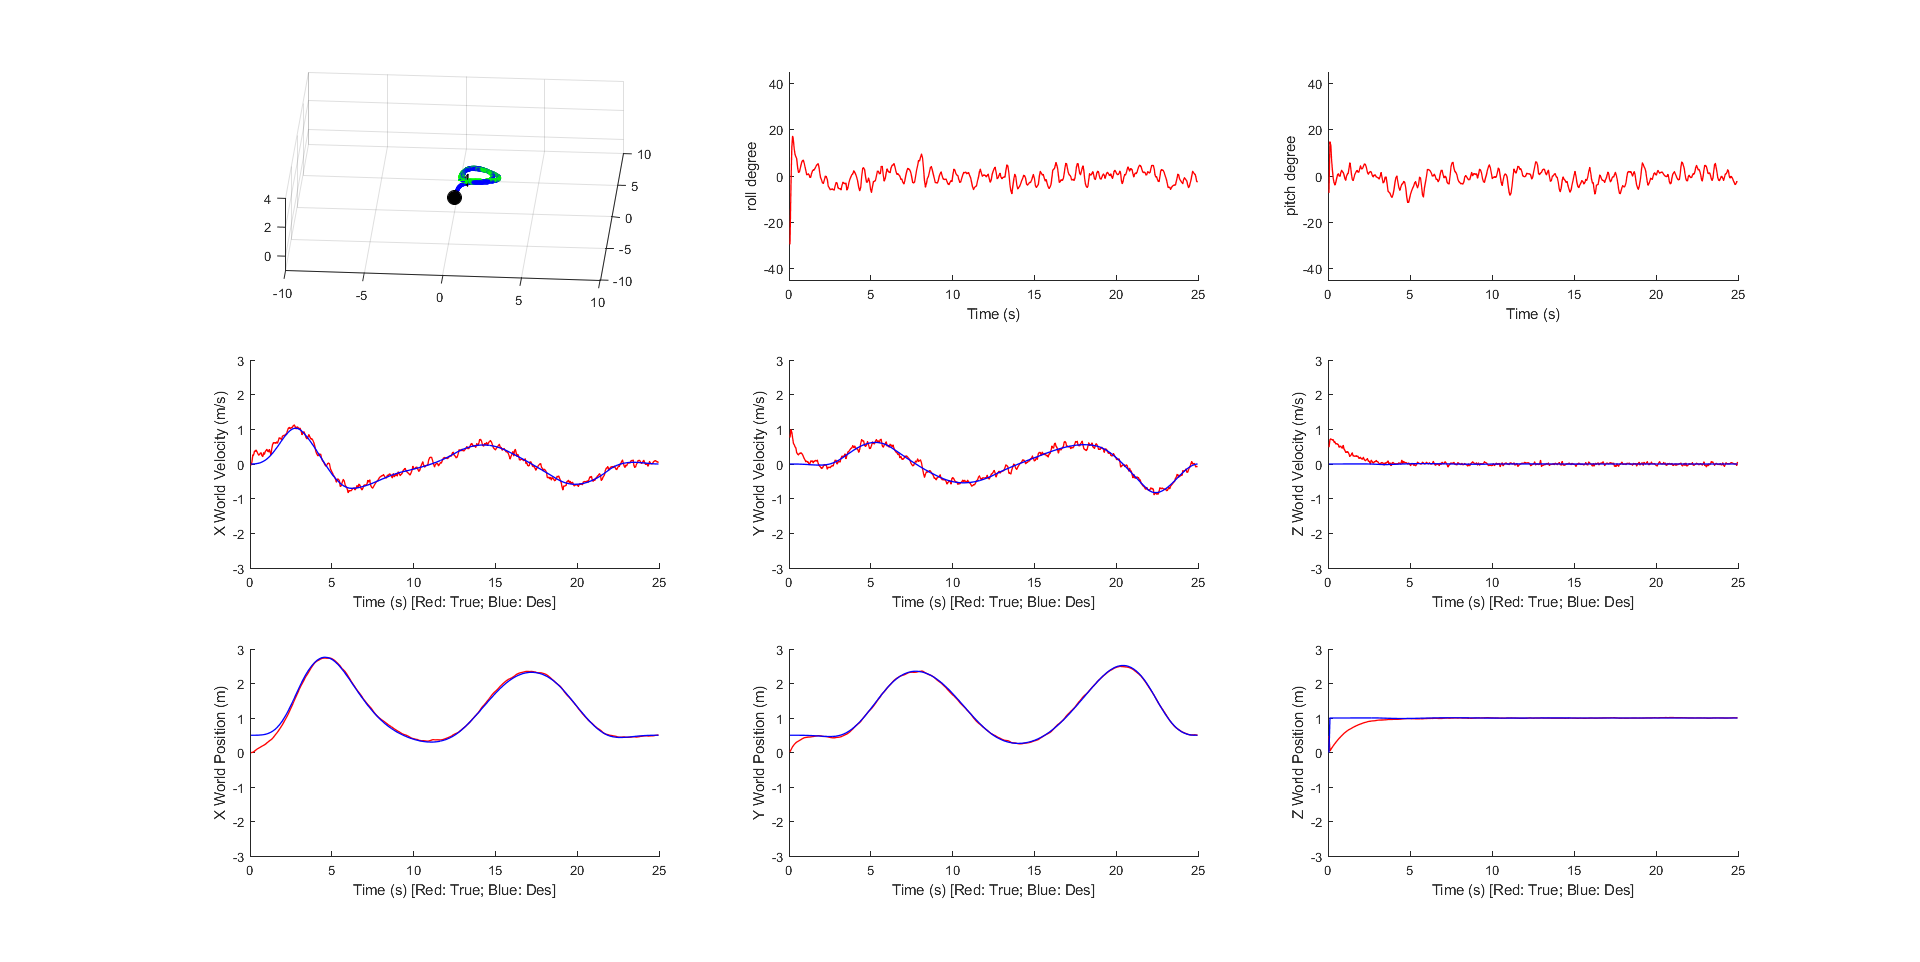 4
2
0
-10
-5
0
5
10
10
5
0
-5
-10
roll degree
40
20
0
-20
-40
0 5 10 15 20 25
Time (s)
pitch degree
40
20
0
-20
-40
0 5 10 15 20 25
Time (s)
X World Velocity (m/s)
3
2
1
0
-1
-2
-3
0 5 10 15 20 25
Time (s) [Red: True; Blue: Des]
Y World Velocity (m/s)
3
2
1
0
-1
-2
-3
0 5 10 15 20 25
Time (s) [Red: True; Blue: Des]
Z World Velocity (m/s)
3
2
1
0
-1
-2
-3
0 5 10 15 20 25
Time (s) [Red: True; Blue: Des]
X World Position (m)
3
2
1
0
-1
-2
-3
0 5 10 15 20 25
Time (s) [Red: True; Blue: Des]
Y World Position (m)
3
2
1
0
-1
-2
-3
0 5 10 15 20 25
Time (s) [Red: True; Blue: Des]
Z World Position (m)
3
2
1
0
-1
-2
-3
0 5 10 15 20 25
Time (s) [Red: True; Blue: Des]